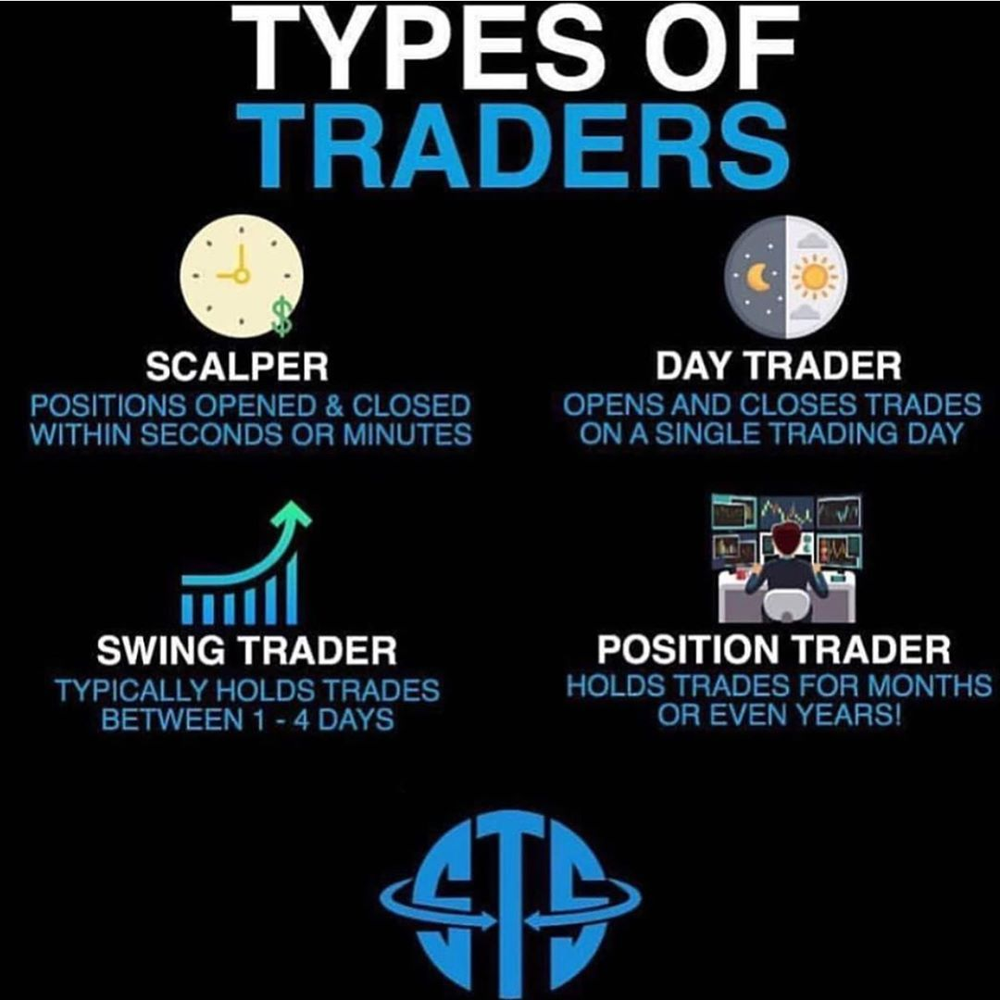 TYPES OF
TRADERS
$
SCALPER
POSITIONS OPENED & CLOSED
WITHIN SECONDS OR MINUTES
DAY TRADER
OPENS AND CLOSES TRADES
ON A SINGLE TRADING DAY
SWING TRADER
TYPICALLY HOLDS TRADES
BETWEEN 1 - 4 DAYS
POSITION TRADER
HOLDS TRADES FOR MONTHS
OR EVEN YEARS!
STS